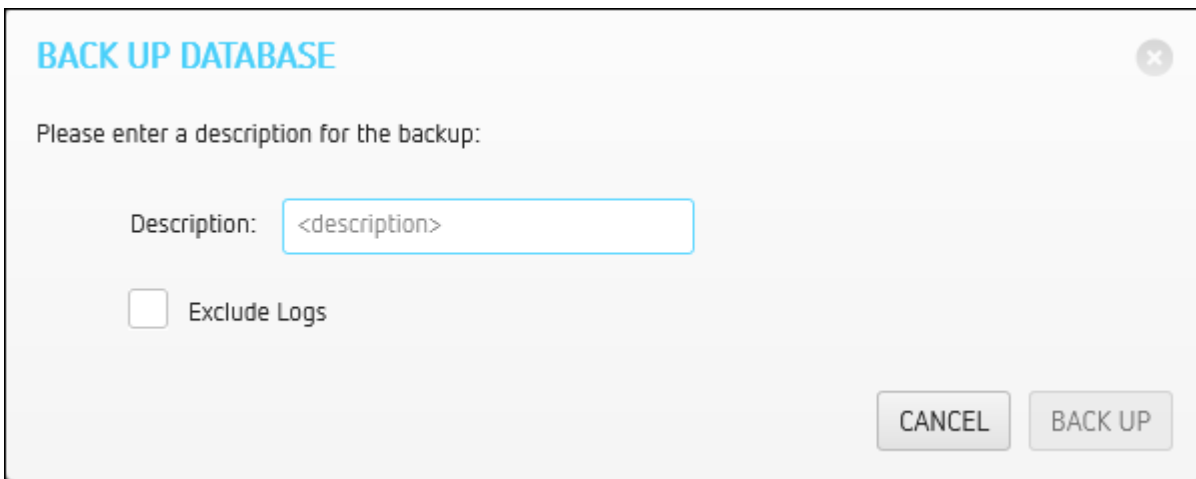 BACK UP DATABASE
Please enter a description for the backup:
Description: <description>
Exclude Logs
CANCEL BACK UP